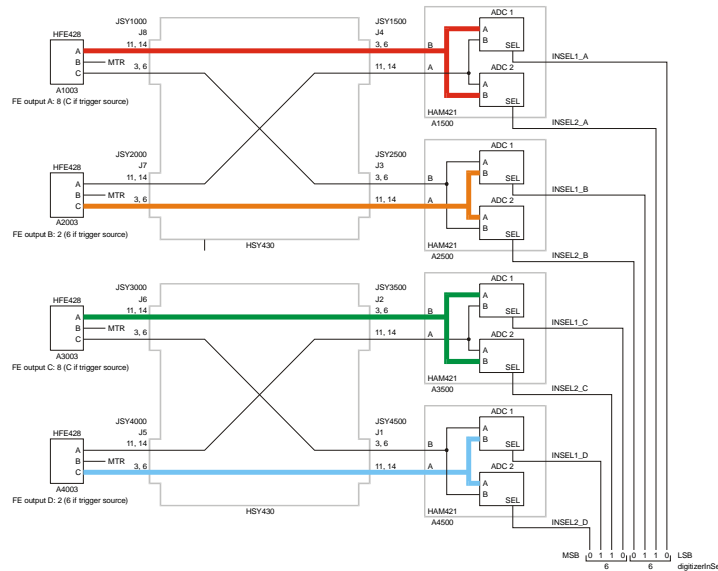 JSY1000
J8
JSY1500
J4
HFE428
A
B
C
11, 14
MTR
3, 6
3, 6
11, 14
B
A
ADC 1
A
B
SEL
ADC 2
A
B
SEL
HAM421
A1500
INSEL1_A
INSEL2_A
A1003
FE output A: 8 (C if trigger source)
JSY2000
J7
JSY2500
J3
HFE428
A
B
C
11, 14
MTR
3, 6
3, 6
11, 14
B
A
ADC 1
A
B
SEL
ADC 2
A
B
SEL
HAM421
A2500
INSEL1_B
INSEL2_B
A2003
FE output B: 2 (6 if trigger source)
HSY430
JSY3000
J6
JSY3500
J2
HFE428
A
B
C
11, 14
MTR
3, 6
3, 6
11, 14
B
A
ADC 1
A
B
SEL
ADC 2
A
B
SEL
HAM421
A3500
INSEL1_C
INSEL2_C
A3003
FE output C: 8 (C if trigger source)
JSY4000
J5
JSY4500
J1
HFE428
A
B
C
11, 14
MTR
3, 6
3, 6
11, 14
B
A
ADC 1
A
B
SEL
ADC 2
A
B
SEL
HAM421
A4500
INSEL1_D
INSEL2_D
A4003
FE output D: 2 (6 if trigger source)
HSY430
MSB 0 1 1 0 0 1 1 0 LSB
6 6 digitizerInSe